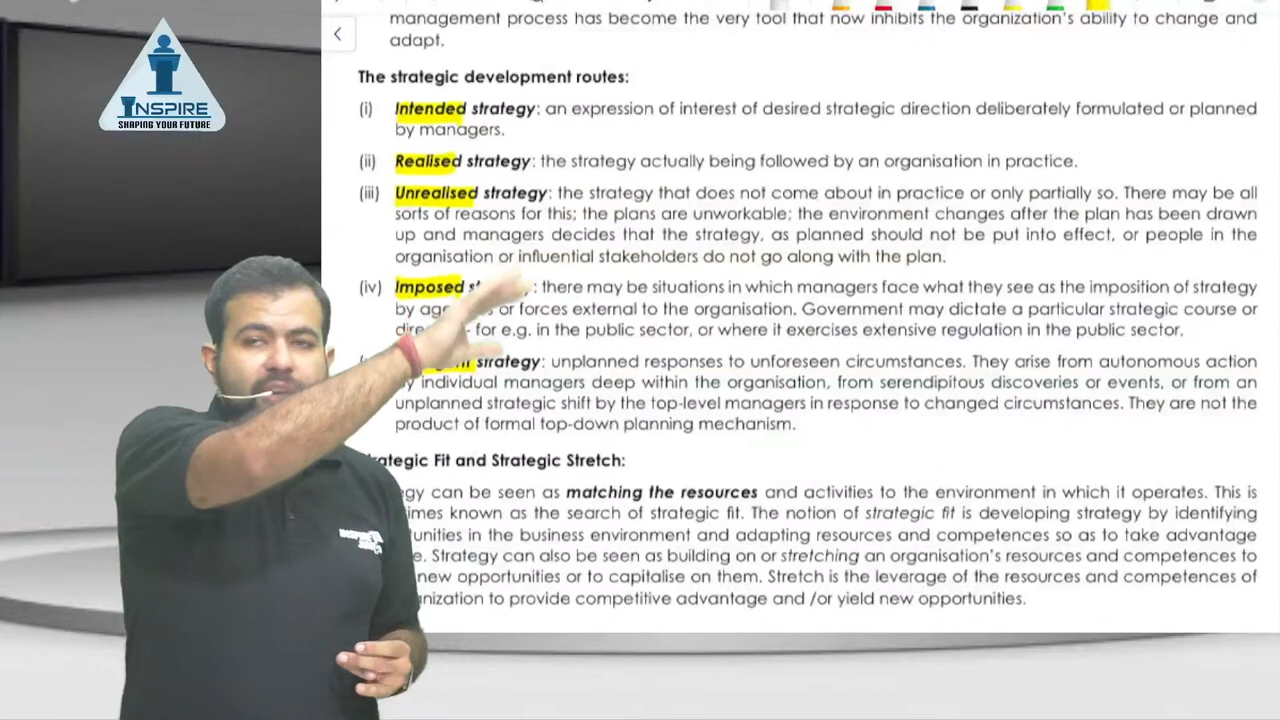 management process has become the very tool that now inhibits the organization's ability to change and
adapt.
INSPIRE
SHAPING YOUR FUTURE
The strategic development routes:
(i) Intended strategy: an expression of interest of desired strategic direction deliberately formulated or planned
by managers.
(ii) Realised strategy: the strategy actually being followed by an organisation in practice.
(iii) Unrealised strategy: the strategy that does not come about in practice or only partially so. There may be all
sorts of reasons for this; the plans are unworkable; the environment changes after the plan has been drawn
up and managers decides that the strategy, as planned should not be put into effect, or people in the
organisation or influential stakeholders do not go along with the plan.
(iv) Imposed : there may be situations in which managers face what they see as the imposition of strategy
by or forces external to the organisation. Government may dictate a particular strategic course or
- for e.g. in the public sector, or where it exercises extensive regulation in the public sector.
strategy: unplanned responses to unforeseen circumstances. They arise from autonomous action
by individual managers deep within the organisation, from serendipitous discoveries or events, or from an
unplanned strategic shift by the top-level managers in response to changed circumstances. They are not the
product of formal top-down planning mechanism.
Strategic Fit and Strategic Stretch:
can be seen as matching the resources and activities to the environment in which it operates. This is
known as the search of strategic fit. The notion of strategic fit is developing strategy by identifying
in the business environment and adapting resources and competences so as to take advantage
Strategy can also be seen as building on or stretching an organisation's resources and competences to
new opportunities or to capitalise on them. Stretch is the leverage of the resources and competences of
to provide competitive advantage and /or yield new opportunities.